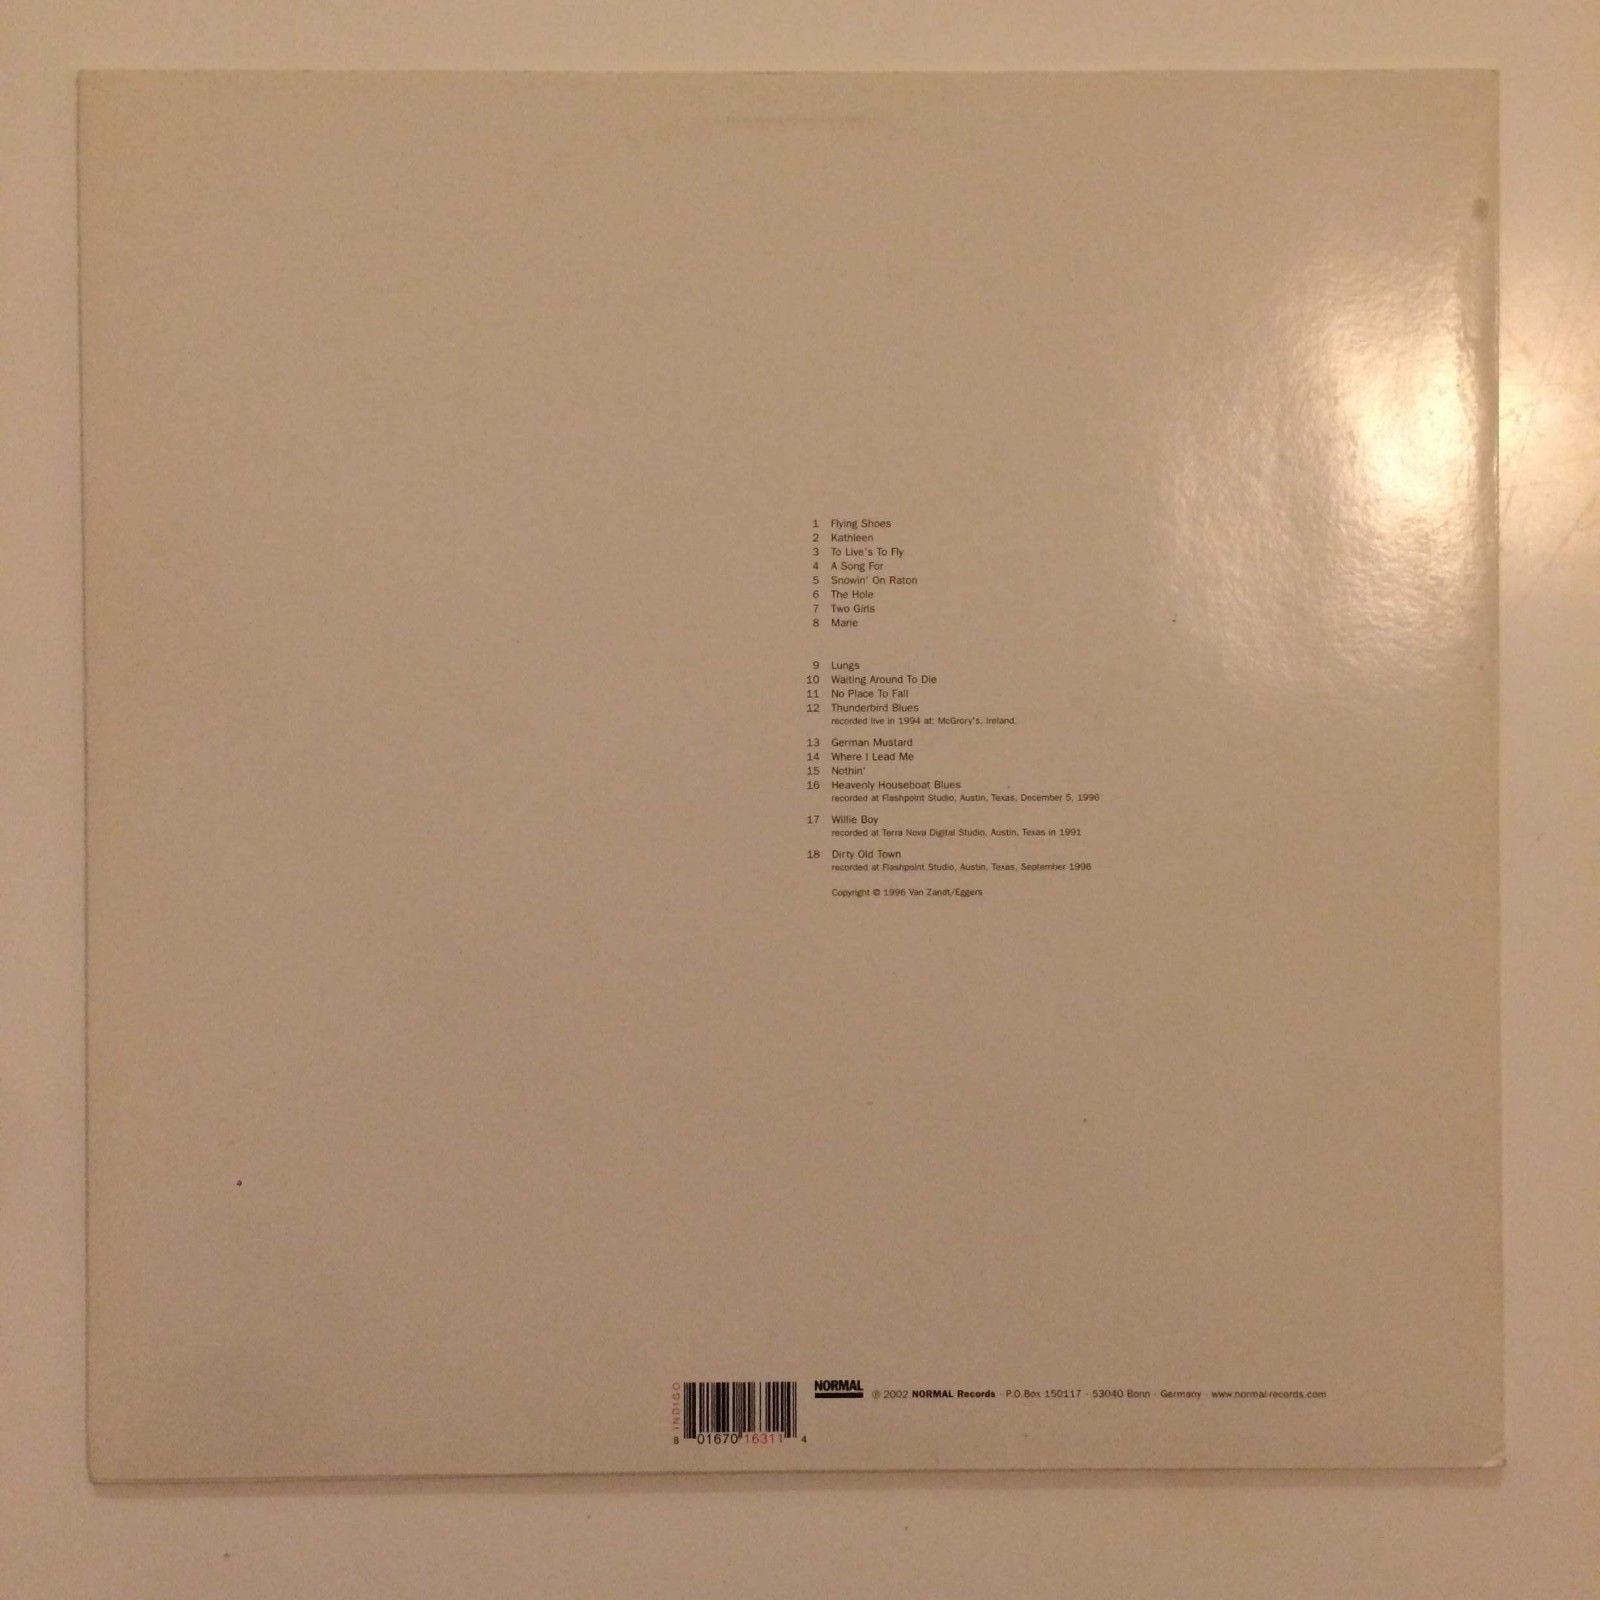 1 Flying Shoes
2 Kathleen
3 To Live's To Fly
4 A Song For
5 Snowin' On Raton
6 The Hole
7 Two Girls
8 Marie
9 Lungs
10 Waiting Around To Die
11 No Place To Fall
12 Thunderbird Blues
recorded live in 1994 at: McGrory's, Ireland.
13 German Mustard
14 Where I Lead Me
15 Nothin'
16 Heavenly Houseboat Blues
recorded at Flashpoint Studio, Austin, Texas, December 5, 1996
17 Willie Boy
recorded at Terra Nova Digital Studio, Austin, Texas in 1991
18 Dirty Old Town
recorded at Flashpoint Studio, Austin, Texas, September 1996
Copyright © 1996 Van Zandt/Eggers
INDIGO
8 01670 16311 4
NORMAL
℗ 2002 NORMAL Records · P.O.Box 150117 · 53040 Bonn · Germany · www.normal-records.com